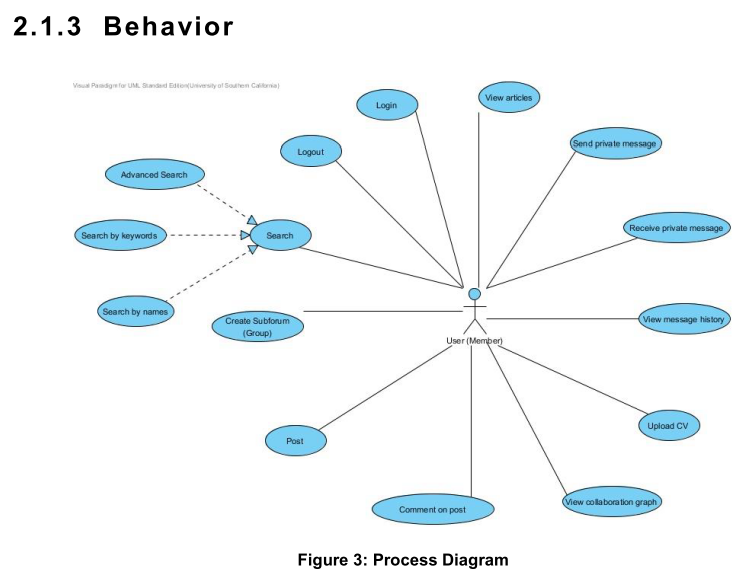 2.1.3 Behavior
Visual Paradigm for UML Standard Edition(University of Southern California)
View articles
Login
Send private message
Logout
Advanced Search
Receive private message
Search by keywords
Search
Search by names
View message history
Create Subforum
(Group)
User (Member)
Upload CV
Post
View collaboration graph
Comment on post
Figure 3: Process Diagram